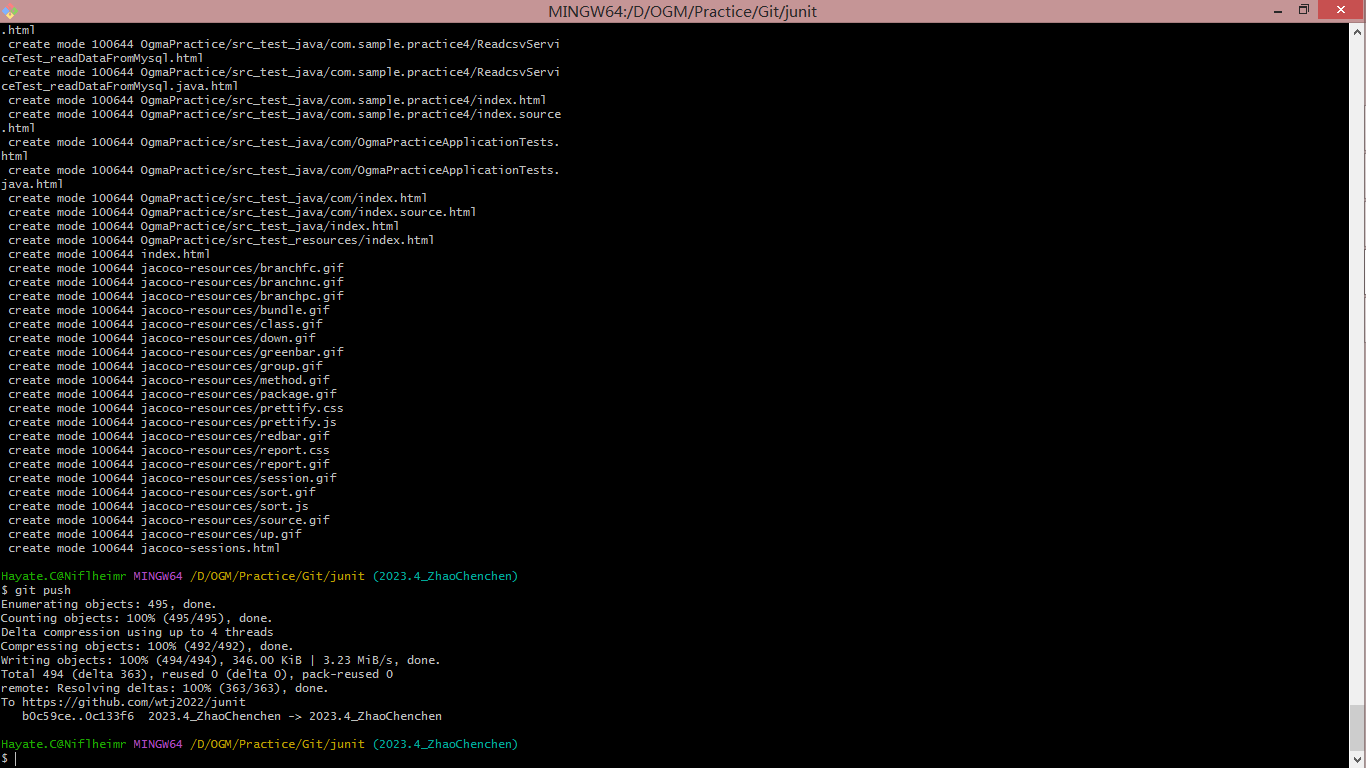 MINGW64:/D/OGM/Practice/Git/junit
.html
create mode 100644 OgmaPractice/src_test_java/com.sample.practice4/ReadcsvServi
ceTest_readDataFromMysql.html
create mode 100644 OgmaPractice/src_test_java/com.sample.practice4/ReadcsvServi
ceTest_readDataFromMysql.java.html
create mode 100644 OgmaPractice/src_test_java/com.sample.practice4/index.html
create mode 100644 OgmaPractice/src_test_java/com.sample.practice4/index.source
.html
create mode 100644 OgmaPractice/src_test_java/com/OgmaPracticeApplicationTests.
html
create mode 100644 OgmaPractice/src_test_java/com/OgmaPracticeApplicationTests.
java.html
create mode 100644 OgmaPractice/src_test_java/com/index.html
create mode 100644 OgmaPractice/src_test_java/com/index.source.html
create mode 100644 OgmaPractice/src_test_java/index.html
create mode 100644 OgmaPractice/src_test_resources/index.html
create mode 100644 index.html
create mode 100644 jacoco-resources/branchfc.gif
create mode 100644 jacoco-resources/branchnc.gif
create mode 100644 jacoco-resources/branchpc.gif
create mode 100644 jacoco-resources/bundle.gif
create mode 100644 jacoco-resources/class.gif
create mode 100644 jacoco-resources/down.gif
create mode 100644 jacoco-resources/greenbar.gif
create mode 100644 jacoco-resources/group.gif
create mode 100644 jacoco-resources/method.gif
create mode 100644 jacoco-resources/package.gif
create mode 100644 jacoco-resources/prettify.css
create mode 100644 jacoco-resources/prettify.js
create mode 100644 jacoco-resources/redbar.gif
create mode 100644 jacoco-resources/report.css
create mode 100644 jacoco-resources/report.gif
create mode 100644 jacoco-resources/session.gif
create mode 100644 jacoco-resources/sort.gif
create mode 100644 jacoco-resources/sort.js
create mode 100644 jacoco-resources/source.gif
create mode 100644 jacoco-resources/up.gif
create mode 100644 jacoco-sessions.html
Hayate.C@Niflheimr MINGW64 /D/OGM/Practice/Git/junit (2023.4_ZhaoChenchen)
$ git push
Enumerating objects: 495, done.
Counting objects: 100% (495/495), done.
Delta compression using up to 4 threads
Compressing objects: 100% (492/492), done.
Writing objects: 100% (494/494), 346.00 KiB | 3.23 MiB/s, done.
Total 494 (delta 363), reused 0 (delta 0), pack-reused 0
remote: Resolving deltas: 100% (363/363), done.
To https://github.com/wtj2022/junit
b0c59ce..0c133f6  2023.4_ZhaoChenchen -> 2023.4_ZhaoChenchen
Hayate.C@Niflheimr MINGW64 /D/OGM/Practice/Git/junit (2023.4_ZhaoChenchen)
$